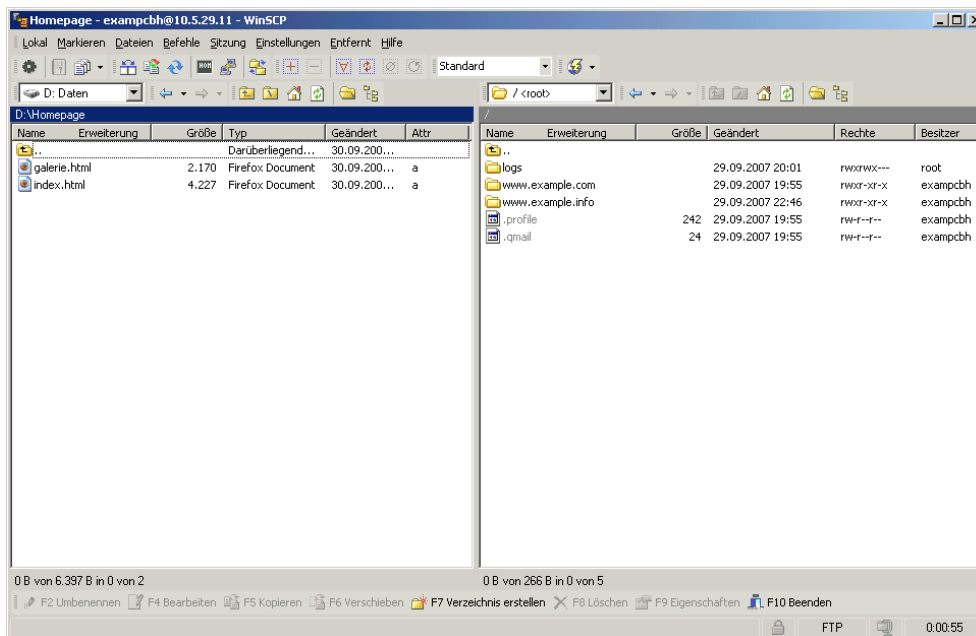 Homepage - exampcbh@10.5.29.11 - WinSCP
Lokal Markieren Dateien Befehle Sitzung Einstellungen Entfernt Hilfe
Standard
D: Daten / <root>
D:\Homepage /
Name Erweiterung Größe Typ Geändert Attr Name Erweiterung Größe Geändert Rechte Besitzer
.. Darüberliegend... 30.09.200... ..
galerie.html 2.170 Firefox Document 30.09.200... a logs 29.09.2007 20:01 rwxrwx--- root
index.html 4.227 Firefox Document 30.09.200... a www.example.com 29.09.2007 19:55 rwxr-xr-x exampcbh
www.example.info 29.09.2007 22:46 rwxr-xr-x exampcbh
.profile 242 29.09.2007 19:55 rw-r--r-- exampcbh
.qmail 24 29.09.2007 19:55 rw-r--r-- exampcbh
0 B von 6.397 B in 0 von 2 0 B von 266 B in 0 von 5
F2 Umbenennen F4 Bearbeiten F5 Kopieren F6 Verschieben F7 Verzeichnis erstellen F8 Löschen F9 Eigenschaften F10 Beenden
FTP 0:00:55